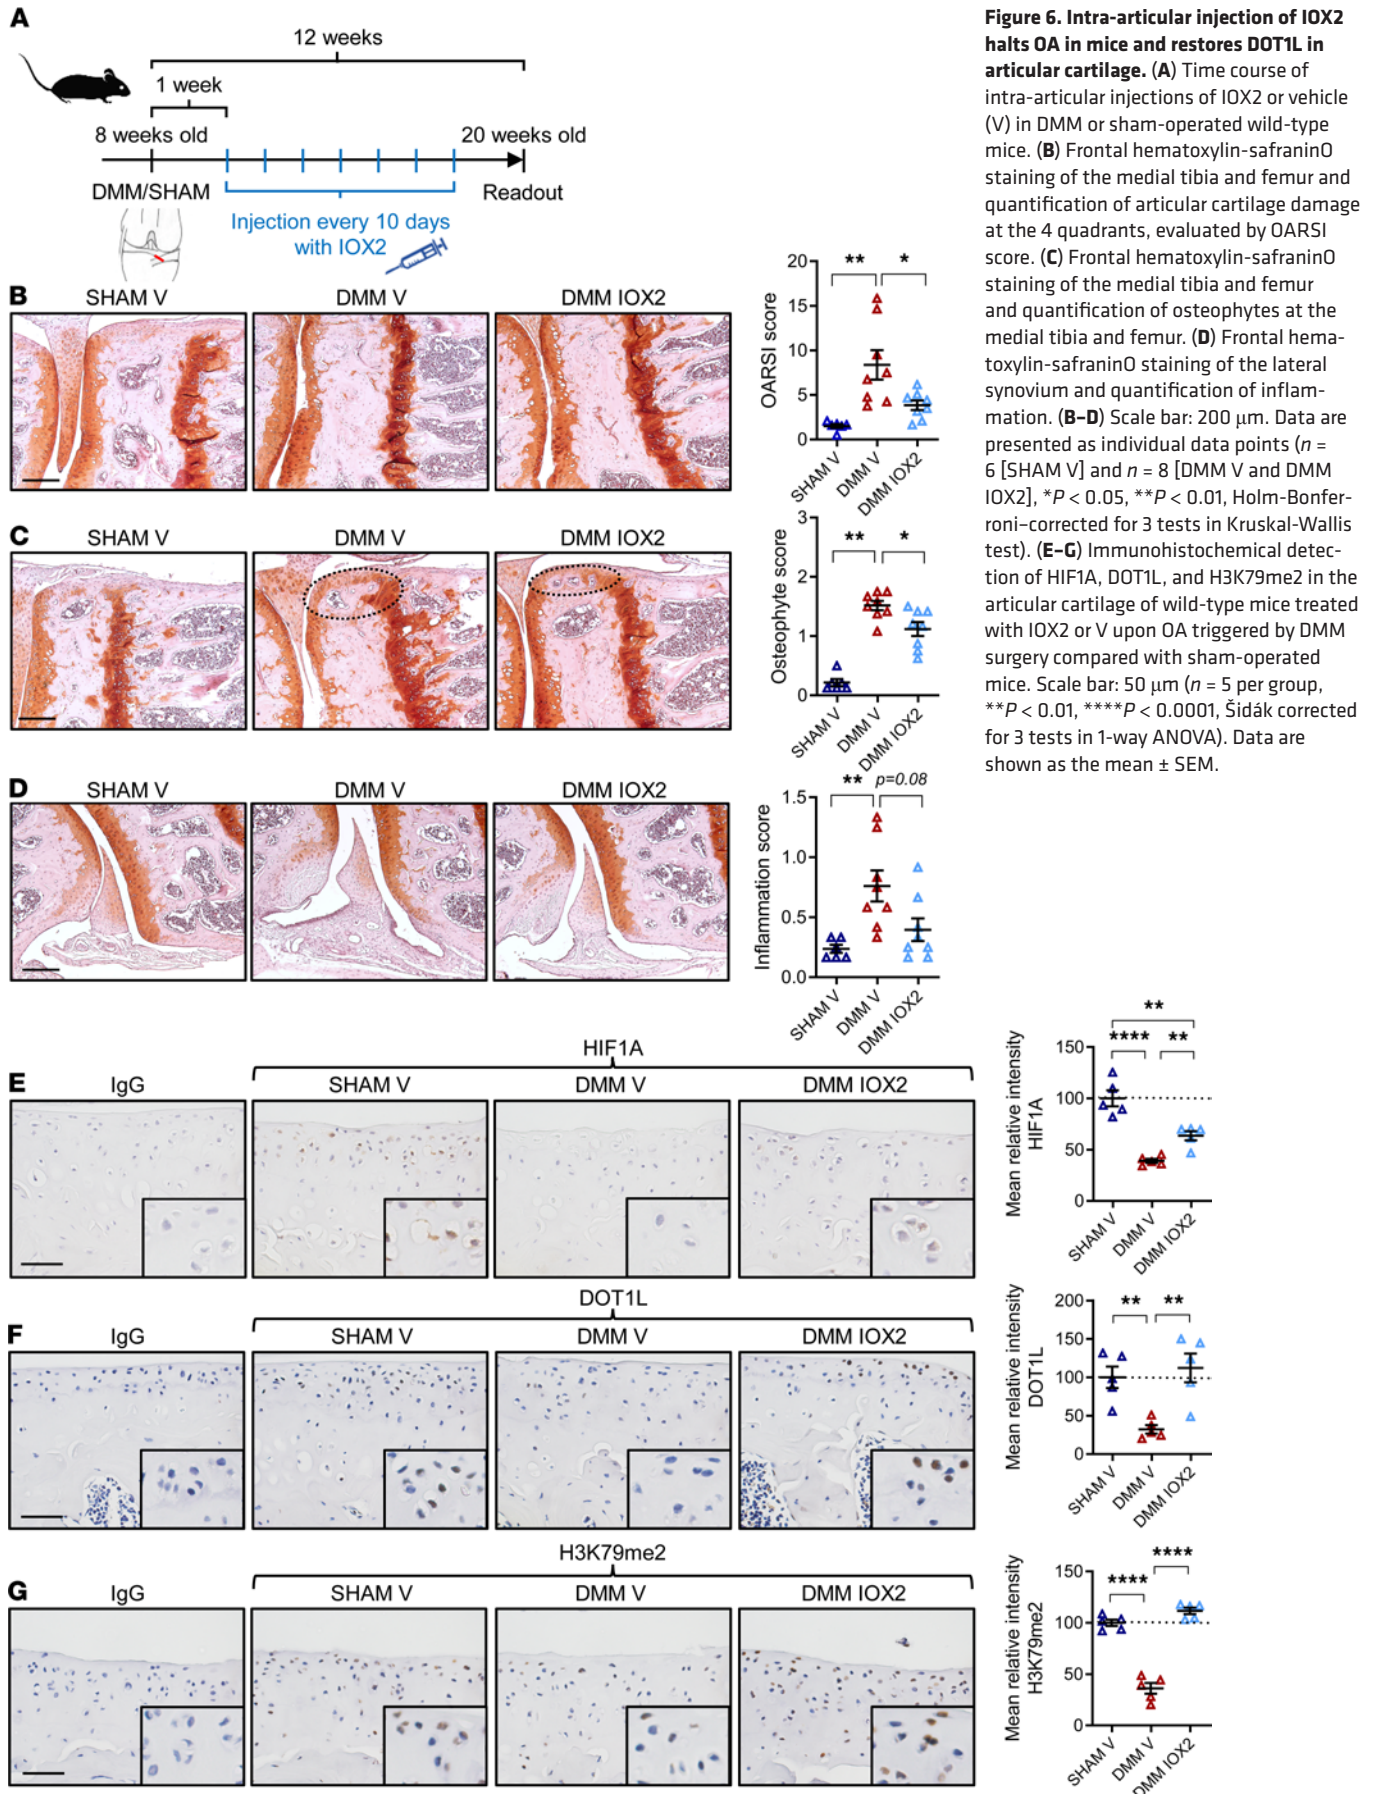 A
12 weeks
1 week
8 weeks old
20 weeks old
DMM/SHAM
Readout
Injection every 10 days
with IOX2
B
SHAM V
DMM V
DMM IOX2
OARSI score
20
15
10
5
0
**
*
SHAM V
DMM V
DMM IOX2
C
SHAM V
DMM V
DMM IOX2
Osteophyte score
3
2
1
0
**
*
SHAM V
DMM V
DMM IOX2
D
SHAM V
DMM V
DMM IOX2
Inflammation score
1.5
1.0
0.5
0.0
**
p=0.08
SHAM V
DMM V
DMM IOX2
E
HIF1A
IgG
SHAM V
DMM V
DMM IOX2
Mean relative intensity
HIF1A
150
100
50
0
**
****
**
SHAM V
DMM V
DMM IOX2
F
DOT1L
IgG
SHAM V
DMM V
DMM IOX2
Mean relative intensity
DOT1L
200
150
100
50
0
**
**
SHAM V
DMM V
DMM IOX2
G
H3K79me2
IgG
SHAM V
DMM V
DMM IOX2
Mean relative intensity
H3K79me2
150
100
50
0
****
****
SHAM V
DMM V
DMM IOX2
Figure 6. Intra-articular injection of IOX2
halts OA in mice and restores DOT1L in
articular cartilage. (A) Time course of
intra-articular injections of IOX2 or vehicle
(V) in DMM or sham-operated wild-type
mice. (B) Frontal hematoxylin-safraninO
staining of the medial tibia and femur and
quantification of articular cartilage damage
at the 4 quadrants, evaluated by OARSI
score. (C) Frontal hematoxylin-safraninO
staining of the medial tibia and femur
and quantification of osteophytes at the
medial tibia and femur. (D) Frontal hema-
toxylin-safraninO staining of the lateral
synovium and quantification of inflam-
mation. (B–D) Scale bar: 200 μm. Data are
presented as individual data points (n =
6 [SHAM V] and n = 8 [DMM V and DMM
IOX2], *P < 0.05, **P < 0.01, Holm-Bonfer-
roni–corrected for 3 tests in Kruskal-Wallis
test). (E–G) Immunohistochemical detec-
tion of HIF1A, DOT1L, and H3K79me2 in the
articular cartilage of wild-type mice treated
with IOX2 or V upon OA triggered by DMM
surgery compared with sham-operated
mice. Scale bar: 50 μm (n = 5 per group,
**P < 0.01, ****P < 0.0001, Šidák corrected
for 3 tests in 1-way ANOVA). Data are
shown as the mean ± SEM.